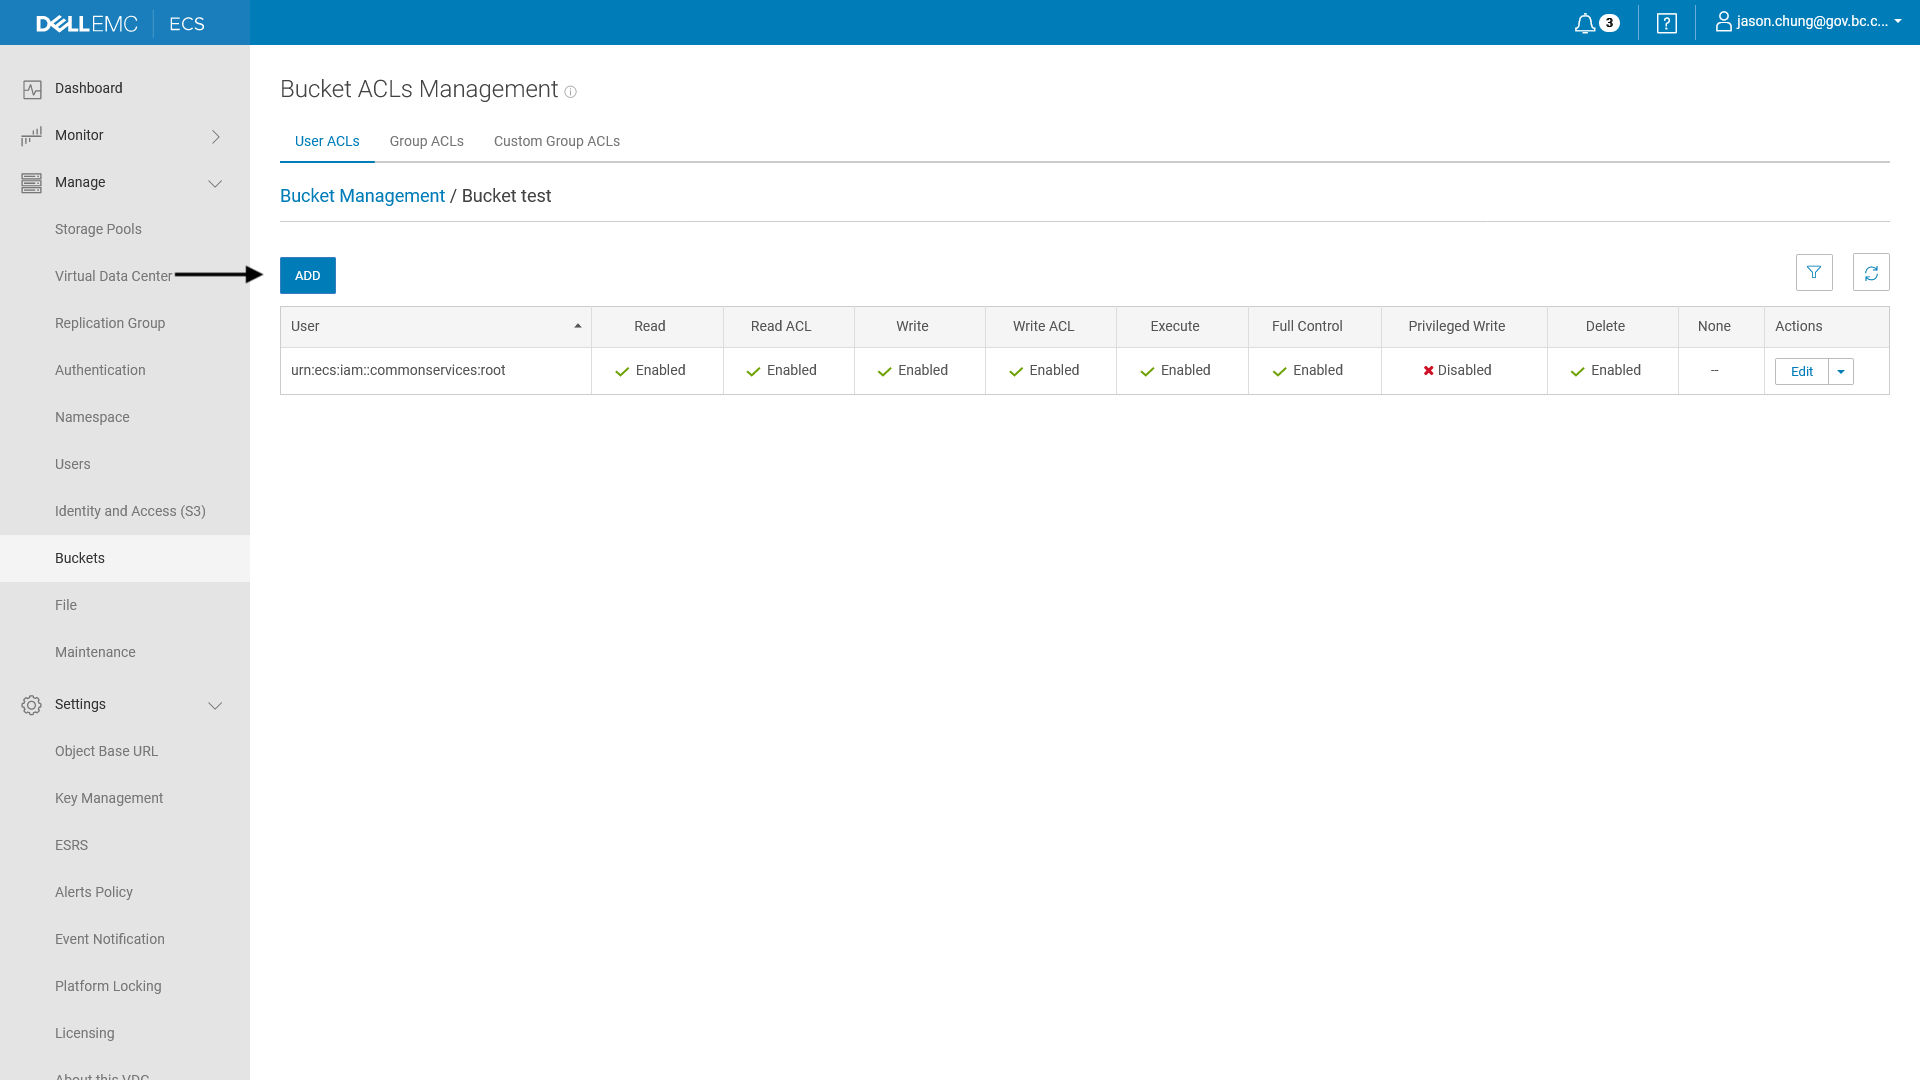 DELLEMC ECS
3
?
jason.chung@gov.bc.c...
Dashboard
Monitor
Manage
Storage Pools
Virtual Data Center
Replication Group
Authentication
Namespace
Users
Identity and Access (S3)
Buckets
File
Maintenance
Settings
Object Base URL
Key Management
ESRS
Alerts Policy
Event Notification
Platform Locking
Licensing
About this VDC
Bucket ACLs Management
User ACLs Group ACLs Custom Group ACLs
Bucket Management / Bucket test
ADD
User Read Read ACL Write Write ACL Execute Full Control Privileged Write Delete None Actions
urn:ecs:iam::commonservices:root Enabled Enabled Enabled Enabled Enabled Enabled Disabled Enabled -- Edit